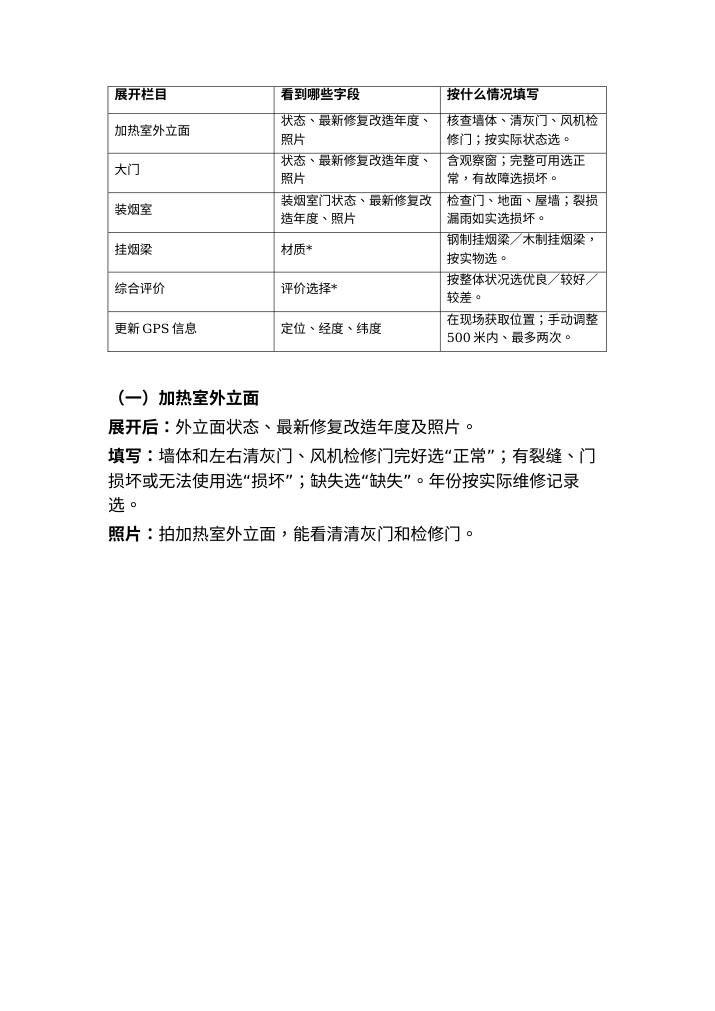 展开栏目 看到哪些字段 按什么情况填写
加热室外立面 状态、最新修复改造年度、照片 核查墙体、清灰门、风机检修门；按实际状态选。
大门 状态、最新修复改造年度、照片 含观察窗；完整可用选正常，有故障选损坏。
装烟室 装烟室门状态、最新修复改造年度、照片 检查门、地面、屋墙；裂损漏雨如实选损坏。
挂烟梁 材质* 钢制挂烟梁／木制挂烟梁，按实物选。
综合评价 评价选择* 按整体状况选优良／较好／较差。
更新 GPS 信息 定位、经度、纬度 在现场获取位置；手动调整 500 米内、最多两次。
（一）加热室外立面
展开后：外立面状态、最新修复改造年度及照片。
填写：墙体和左右清灰门、风机检修门完好选“正常”；有裂缝、门
损坏或无法使用选“损坏”；缺失选“缺失”。年份按实际维修记录
选。
照片：拍加热室外立面，能看清清灰门和检修门。